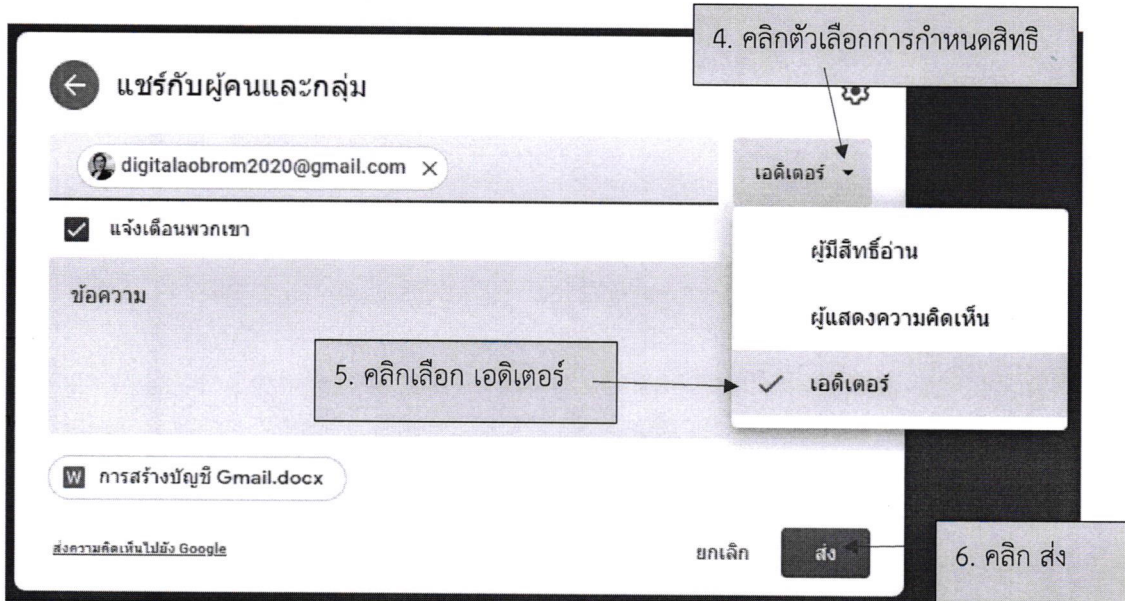 4. คลิกตัวเลือกการกำหนดสิทธิ
แชร์กับผู้คนและกลุ่ม
digitalaobrom2020@gmail.com
เอดิเตอร์
แจ้งเตือนพวกเขา
ผู้มีสิทธิ์อ่าน
ข้อความ
ผู้แสดงความคิดเห็น
5. คลิกเลือก เอดิเตอร์
เอดิเตอร์
W การสร้างบัญชี Gmail.docx
ส่งความคิดเห็นไปยัง Google
ยกเลิก
ส่ง
6. คลิก ส่ง